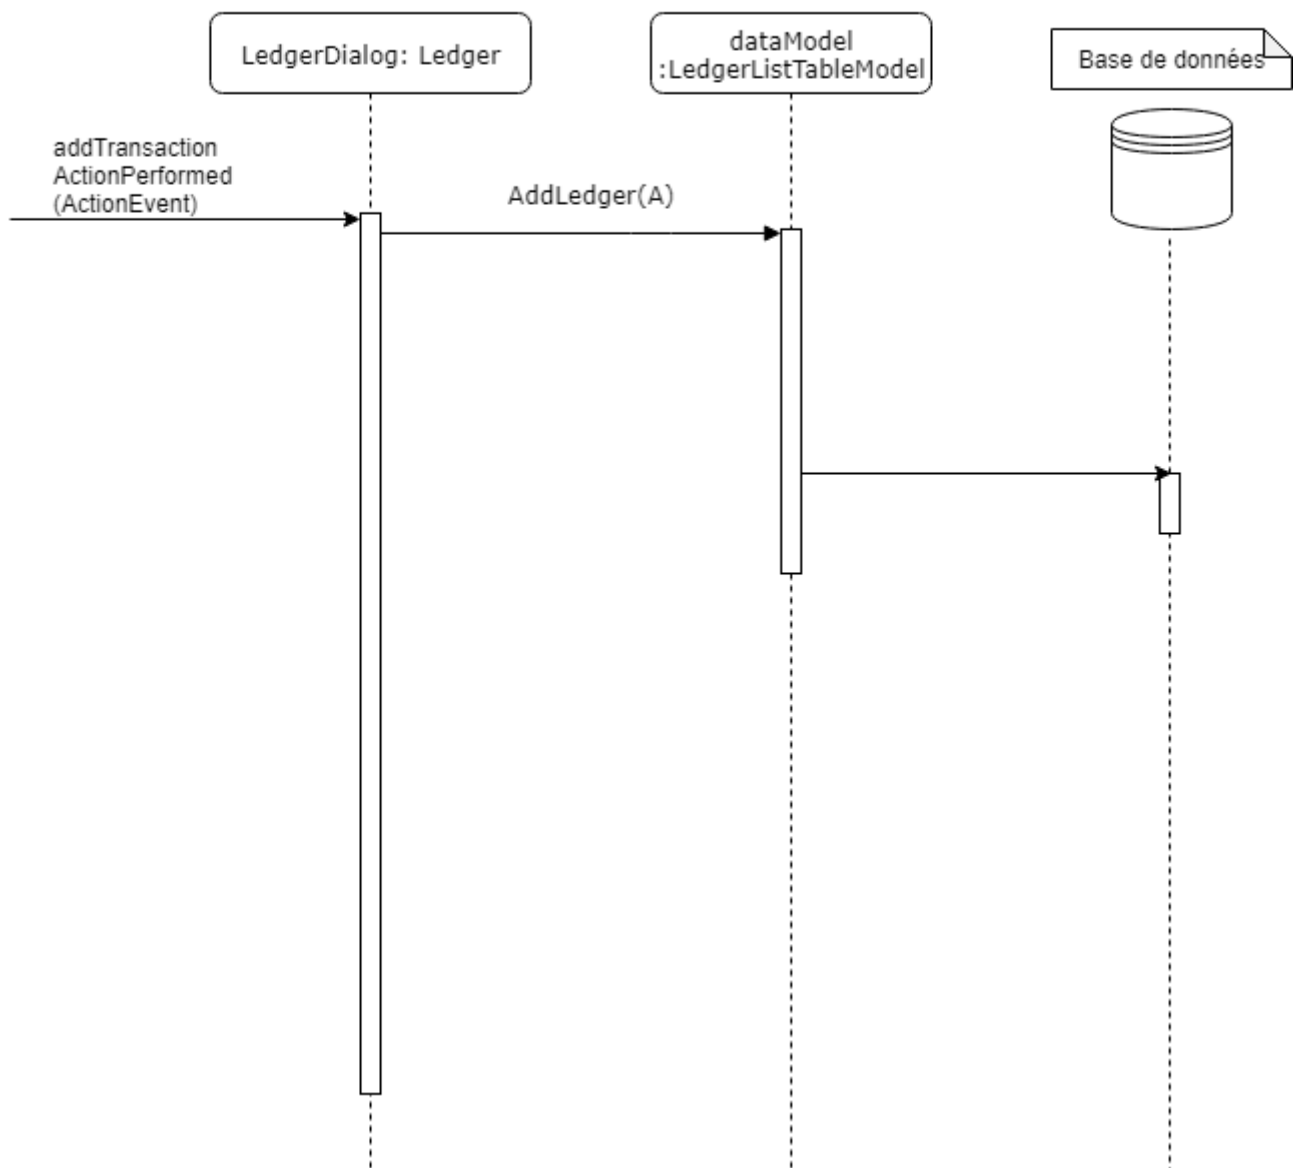 LedgerDialog: Ledger
dataModel
:LedgerListTableModel
Base de données
addTransaction
ActionPerformed
(ActionEvent)
AddLedger(A)